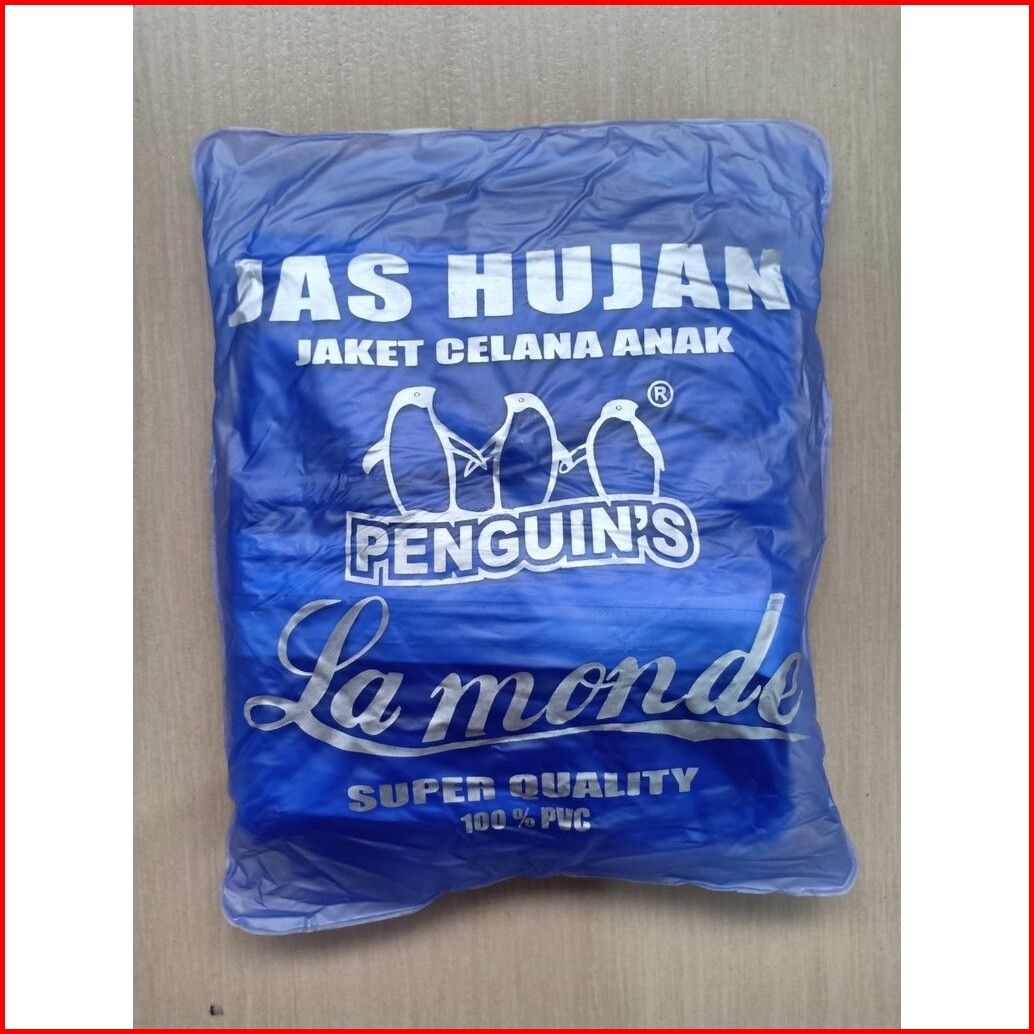 JAS HUJAN
JAKET CELANA ANAK
®
PENGUIN'S
La monde
SUPER QUALITY
100 % PVC